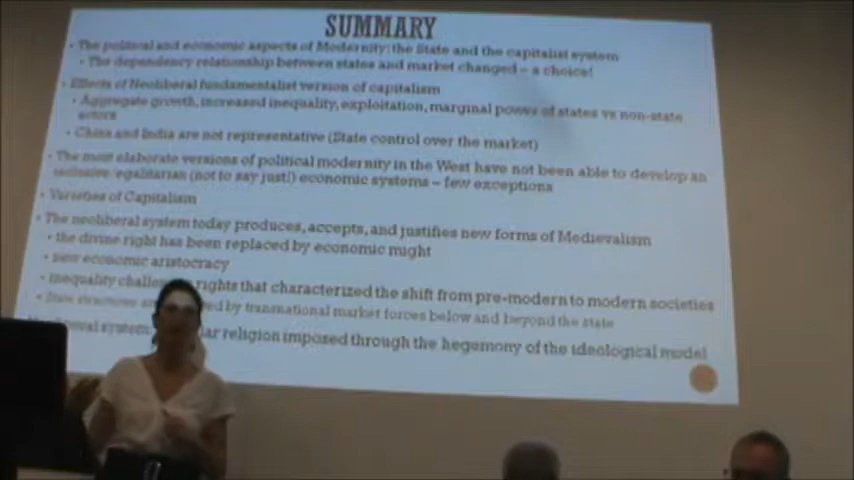 SUMMARY
• The political and economic aspects of Modernity: the State and the capitalist system
• The dependency relationship between states and market changed – a choice!
• Effects of Neoliberal fundamentalist version of capitalism
• Aggregate growth, increased inequality, exploitation, marginal power of states vs non-state
actors
• China and India are not representative (State control over the market)
• The most elaborate versions of political modernity in the West have not been able to develop an
inclusive/egalitarian (not to say just!) economic systems – few exceptions
• Varieties of Capitalism
• The neoliberal system today produces, accepts, and justifies new forms of Medievalism
• the divine right has been replaced by economic might
• new economic aristocracy
• inequality rights that characterized the shift from pre-modern to modern societies
• State structures by transnational market forces below and beyond the state
system: religion imposed through the hegemony of the ideological model